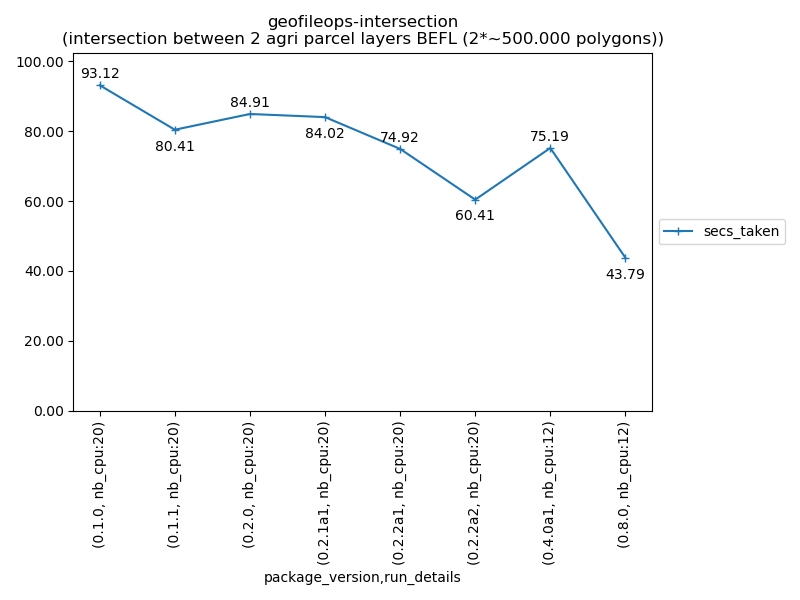 geofileops-intersection
(intersection between 2 agri parcel layers BEFL (2*~500.000 polygons))
100.00
80.00
60.00
40.00
20.00
0.00
93.12
80.41
84.91
84.02
74.92
60.41
75.19
43.79
secs_taken
(0.1.0, nb_cpu:20)
(0.1.1, nb_cpu:20)
(0.2.0, nb_cpu:20)
(0.2.1a1, nb_cpu:20)
(0.2.2a1, nb_cpu:20)
(0.2.2a2, nb_cpu:20)
(0.4.0a1, nb_cpu:12)
(0.8.0, nb_cpu:12)
package_version,run_details